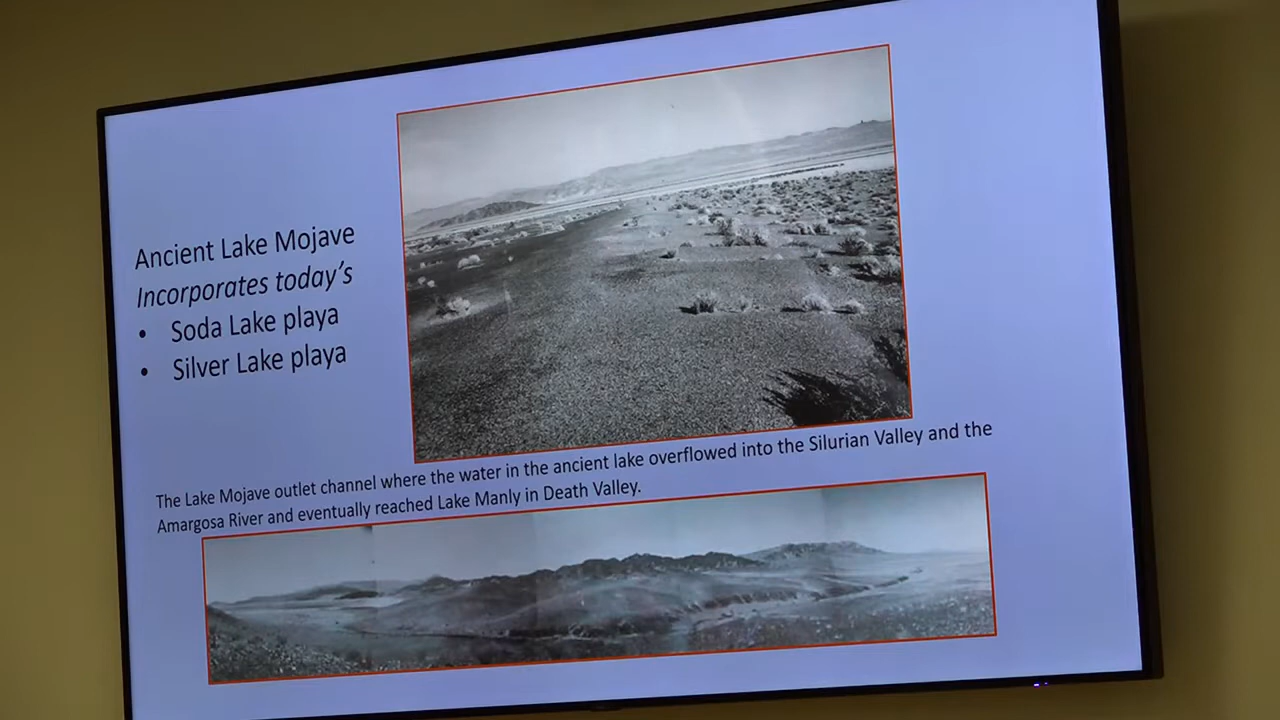 Ancient Lake Mojave
Incorporates today's
• Soda Lake playa
• Silver Lake playa
The Lake Mojave outlet channel where the water in the ancient lake overflowed into the Silurian Valley and the
Amargosa River and eventually reached Lake Manly in Death Valley.